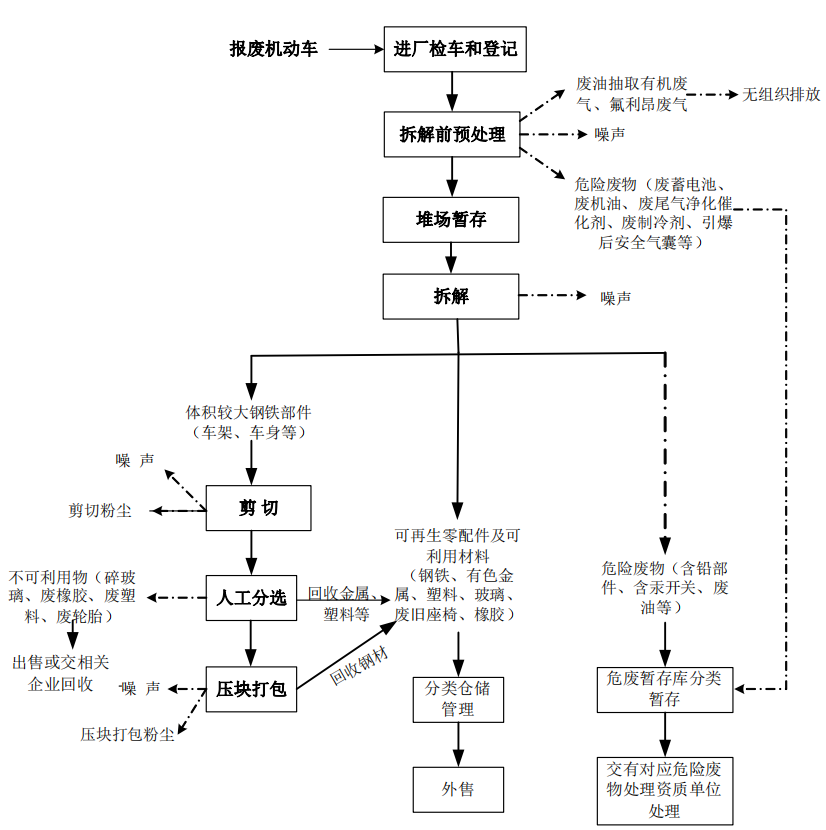 报废机动车
进厂检车和登记
废油抽取有机废
气、氟利昂废气
无组织排放
拆解前预处理
噪声
危险废物（废蓄电池、
废机油、废尾气净化催
化剂、废制冷剂、引爆
后安全气囊等）
堆场暂存
拆解
噪声
体积较大钢铁部件
（车架、车身等）
噪 声
剪切粉尘
剪 切
可再生零配件及可
利用材料
（钢铁、有色金
属、塑料、玻璃、
废旧座椅、橡胶）
危险废物（含铅部
件、含汞开关、废
油等）
不可利用物（碎玻
璃、废橡胶、废塑
料、废轮胎）
人工分选
回收金属、
塑料等
出售或交相关
企业回收
噪 声
压块打包
回收钢材
压块打包粉尘
分类仓储
管理
危废暂存库分类
暂存
外售
交有对应危险废
物处理资质单位
处理